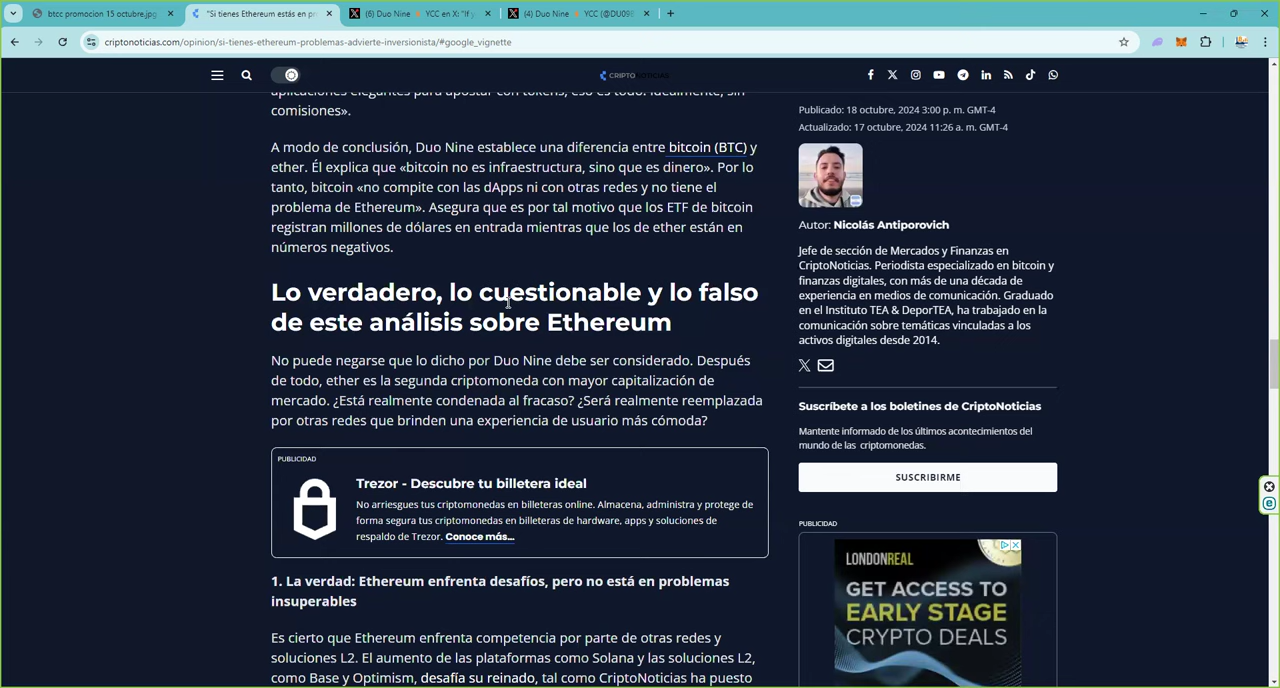 btcc promocion 15 octubre.jpg
"Si tienes Ethereum estás en pr
(6) Duo Nine YCC en X: "If y
(4) Duo Nine YCC (@DU09B
criptonoticias.com/opinion/si-tienes-ethereum-problemas-advierte-inversionista/#google_vignette
CRIPTONOTICIAS
aplicaciones elegantes para apostar con tokens, eso es todo. Idealmente, sin
comisiones».
A modo de conclusión, Duo Nine establece una diferencia entre bitcoin (BTC) y
ether. Él explica que «bitcoin no es infraestructura, sino que es dinero». Por lo
tanto, bitcoin «no compite con las dApps ni con otras redes y no tiene el
problema de Ethereum». Asegura que es por tal motivo que los ETF de bitcoin
registran millones de dólares en entrada mientras que los de ether están en
números negativos.
Lo verdadero, lo cuestionable y lo falso
de este análisis sobre Ethereum
No puede negarse que lo dicho por Duo Nine debe ser considerado. Después
de todo, ether es la segunda criptomoneda con mayor capitalización de
mercado. ¿Está realmente condenada al fracaso? ¿Será realmente reemplazada
por otras redes que brinden una experiencia de usuario más cómoda?
PUBLICIDAD
Trezor - Descubre tu billetera ideal
No arriesgues tus criptomonedas en billeteras online. Almacena, administra y protege de
forma segura tus criptomonedas en billeteras de hardware, apps y soluciones de
respaldo de Trezor. Conoce más...
1. La verdad: Ethereum enfrenta desafíos, pero no está en problemas
insuperables
Es cierto que Ethereum enfrenta competencia por parte de otras redes y
soluciones L2. El aumento de las plataformas como Solana y las soluciones L2,
como Base y Optimism, desafía su reinado, tal como CriptoNoticias ha puesto
Publicado: 18 octubre, 2024 3:00 p. m. GMT-4
Actualizado: 17 octubre, 2024 11:26 a. m. GMT-4
Autor: Nicolás Antiporovich
Jefe de sección de Mercados y Finanzas en
CriptoNoticias. Periodista especializado en bitcoin y
finanzas digitales, con más de una década de
experiencia en medios de comunicación. Graduado
en el Instituto TEA & DeporTEA, ha trabajado en la
comunicación sobre temáticas vinculadas a los
activos digitales desde 2014.
Suscríbete a los boletines de CriptoNoticias
Mantente informado de los últimos acontecimientos del
mundo de las criptomonedas.
SUSCRIBIRME
PUBLICIDAD
LONDONREAL
GET ACCESS TO
EARLY STAGE
CRYPTO DEALS